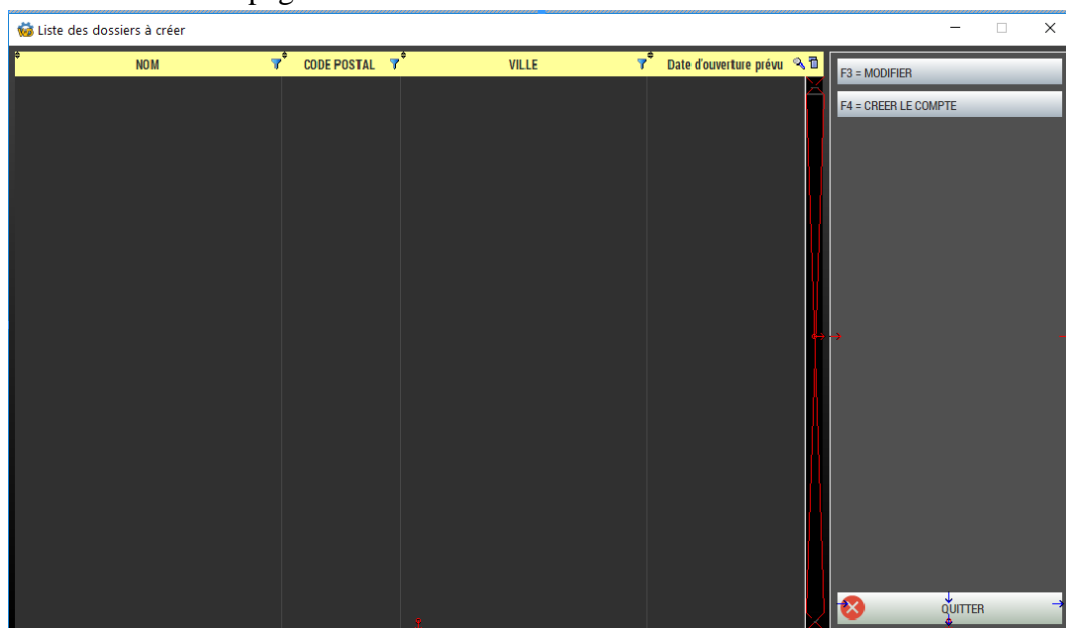 Liste des dossiers à créer
NOM CODE POSTAL VILLE Date d'ouverture prévu
F3 = MODIFIER
F4 = CREER LE COMPTE
QUITTER